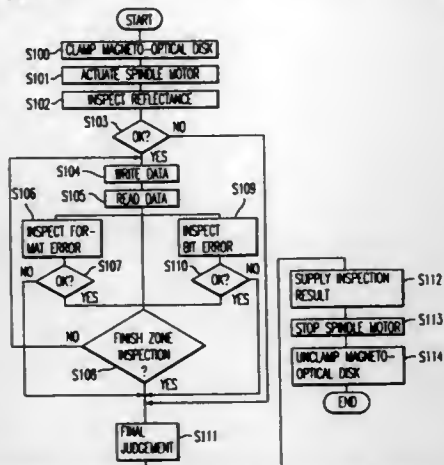 START
S100 CLAMP MAGNETO-OPTICAL DISK
S101 ACTUATE SPINDLE MOTOR
S102 INSPECT REFLECTANCE
S103 OK? NO
YES
S104 WRITE DATA
S105 READ DATA
S106
INSPECT FOR-
MAT ERROR
NO OK? S107
YES
S109
INSPECT
BIT ERROR
S110 OK? NO
YES
NO FINISH ZONE
INSPECTION
?
S108 YES
FINAL
JUDGEMENT S111
SUPPLY INSPECTION
RESULT S112
STOP SPINDLE MOTOR S113
UNCLAMP MAGNETO-
OPTICAL DISK S114
END